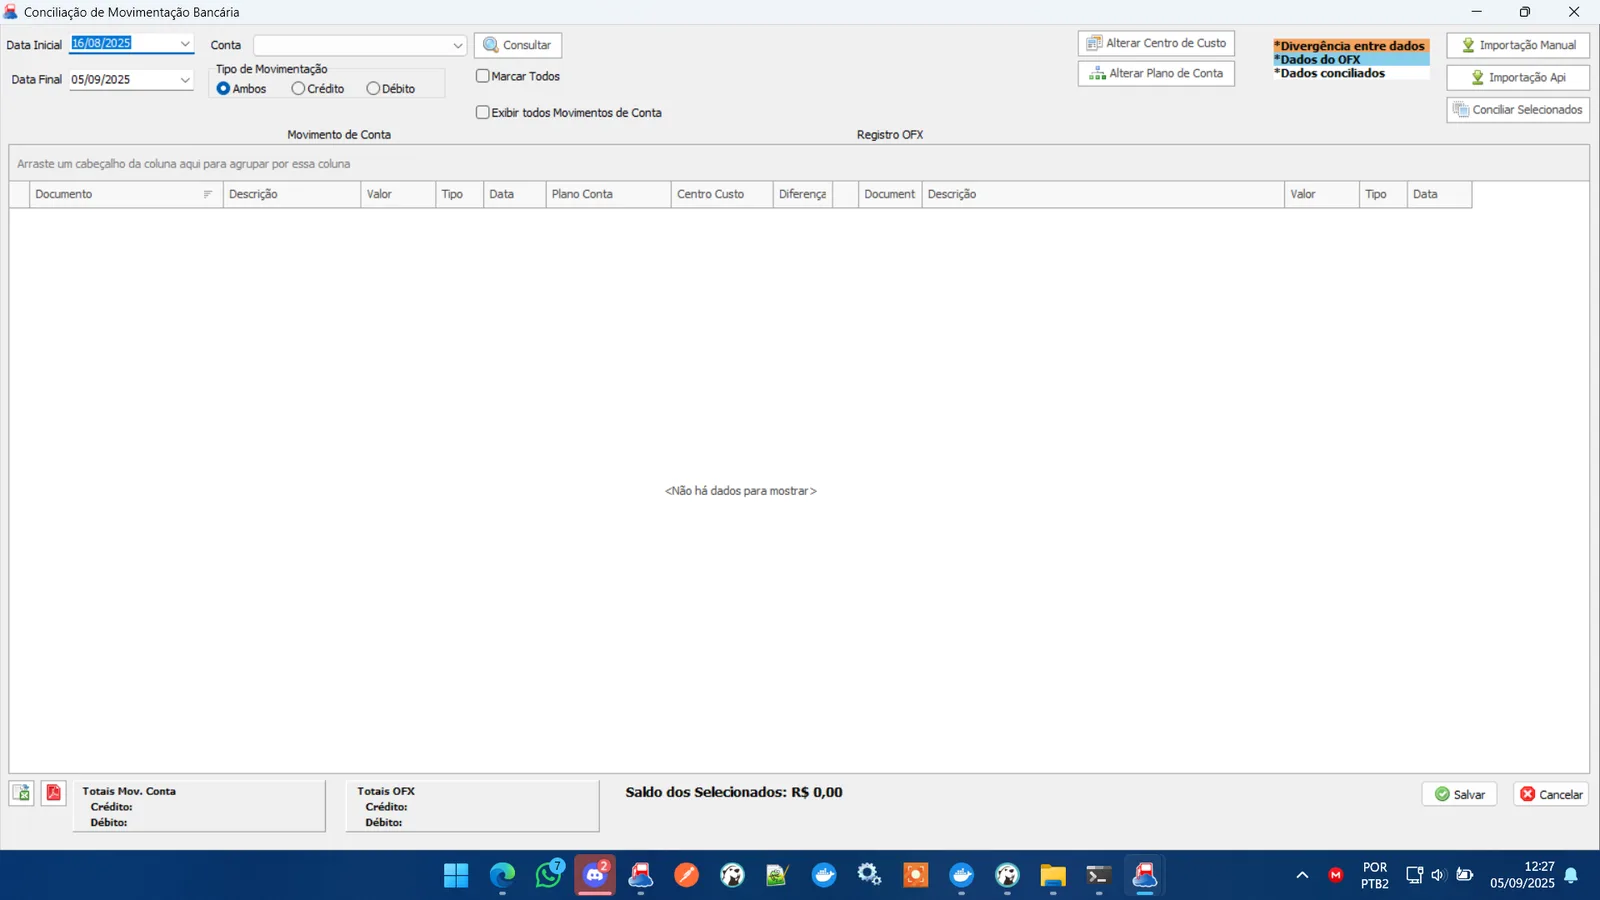 Conciliação de Movimentação Bancária
Data Inicial 16/08/2025
Conta
Consultar
Alterar Centro de Custo
*Divergência entre dados
*Dados do OFX
*Dados conciliados
Importação Manual
Data Final 05/09/2025
Tipo de Movimentação
Ambos Crédito Débito
Marcar Todos
Alterar Plano de Conta
Importação Api
Exibir todos Movimentos de Conta
Conciliar Selecionados
Movimento de Conta
Registro OFX
Arraste um cabeçalho da coluna aqui para agrupar por essa coluna
Documento Descrição Valor Tipo Data Plano Conta Centro Custo Diferença Document Descrição Valor Tipo Data
<Não há dados para mostrar>
Totais Mov. Conta
Crédito:
Débito:
Totais OFX
Crédito:
Débito:
Saldo dos Selecionados: R$ 0,00
Salvar
Cancelar
7
2
M
POR
PTB2
12:27
05/09/2025